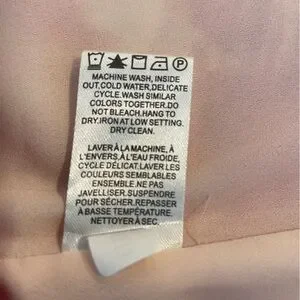 P
MACHINE WASH, INSIDE
OUT, COLD WATER, DELICATE
CYCLE. WASH SIMILAR
COLORS TOGETHER. DO
NOT BLEACH. HANG TO
DRY. IRON AT LOW SETTING.
DRY CLEAN.
LAVER À LA MACHINE, À
L'ENVERS, À L'EAU FROIDE,
CYCLE DÉLICAT. LAVER LES
COULEURS SEMBLABLES
ENSEMBLE. NE PAS
JAVELLISER. SUSPENDRE
POUR SÉCHER. REPASSER
À BASSE TEMPÉRATURE
NETTOYER À SEC.